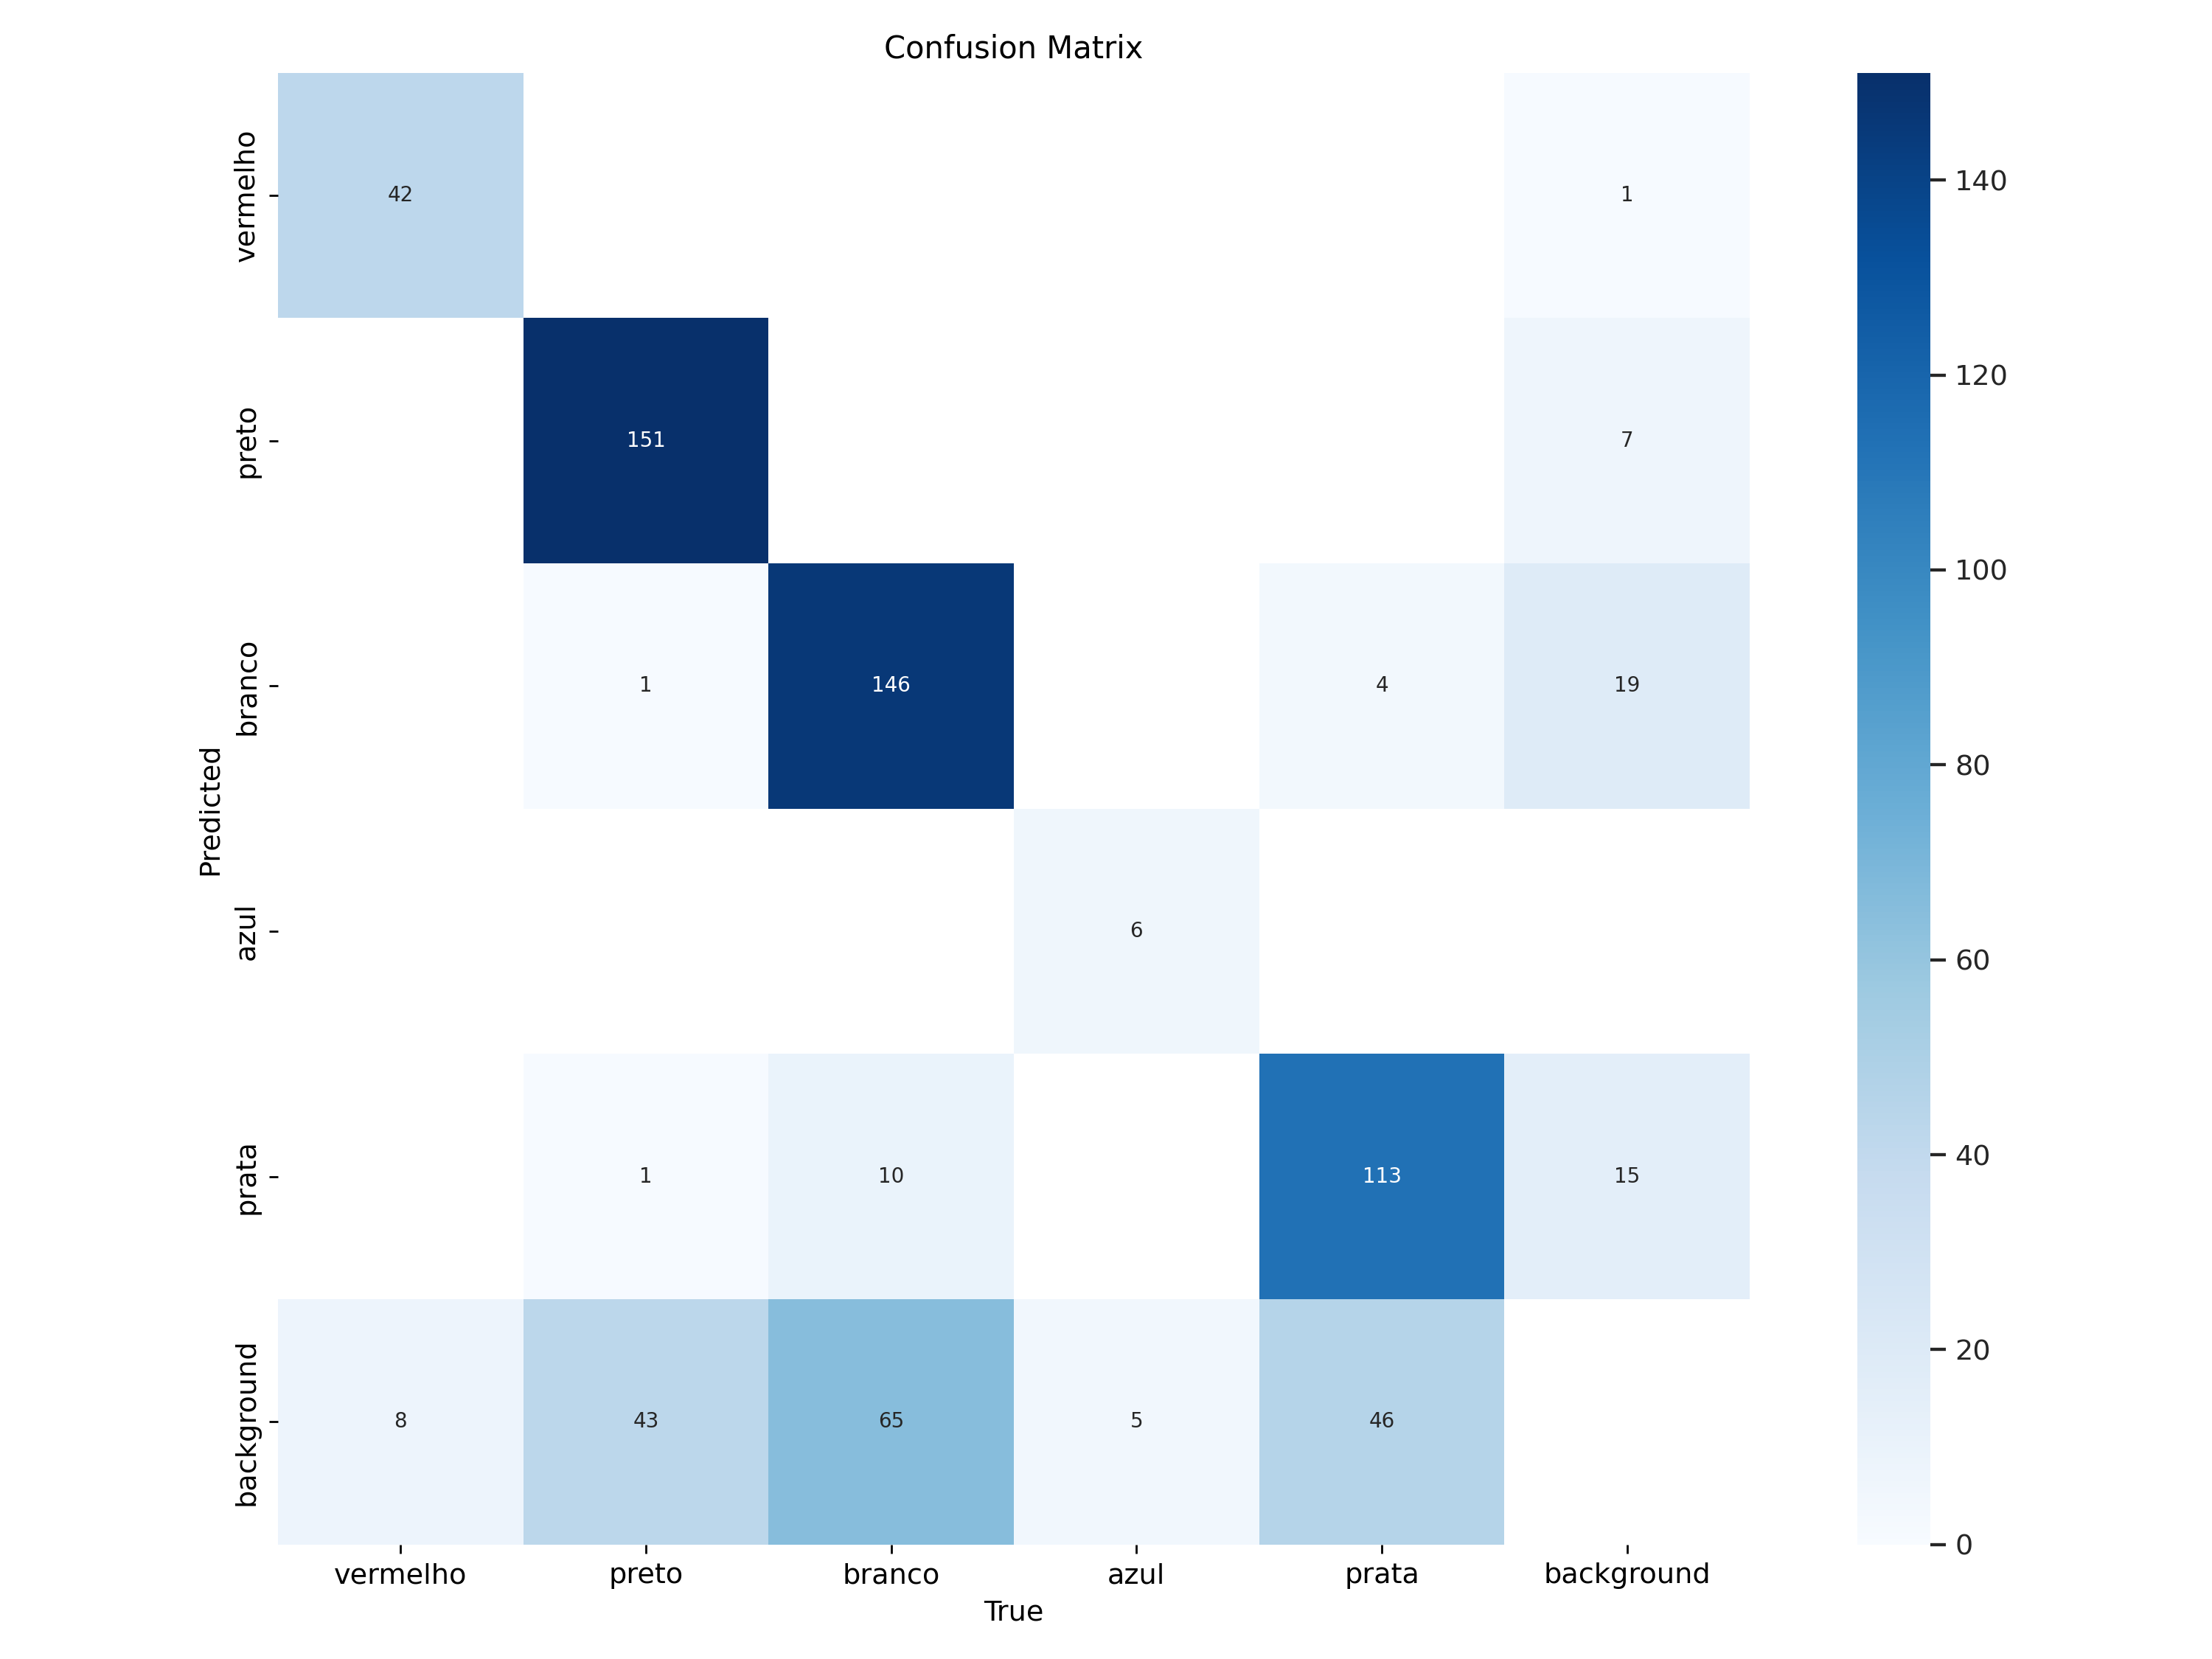 Confusion Matrix
vermelho
42
1
preto
151
7
branco
1
146
4
19
azul
6
prata
1
10
113
15
background
8
43
65
5
46
Predicted
vermelho
preto
branco
azul
prata
background
True
140
120
100
80
60
40
20
0